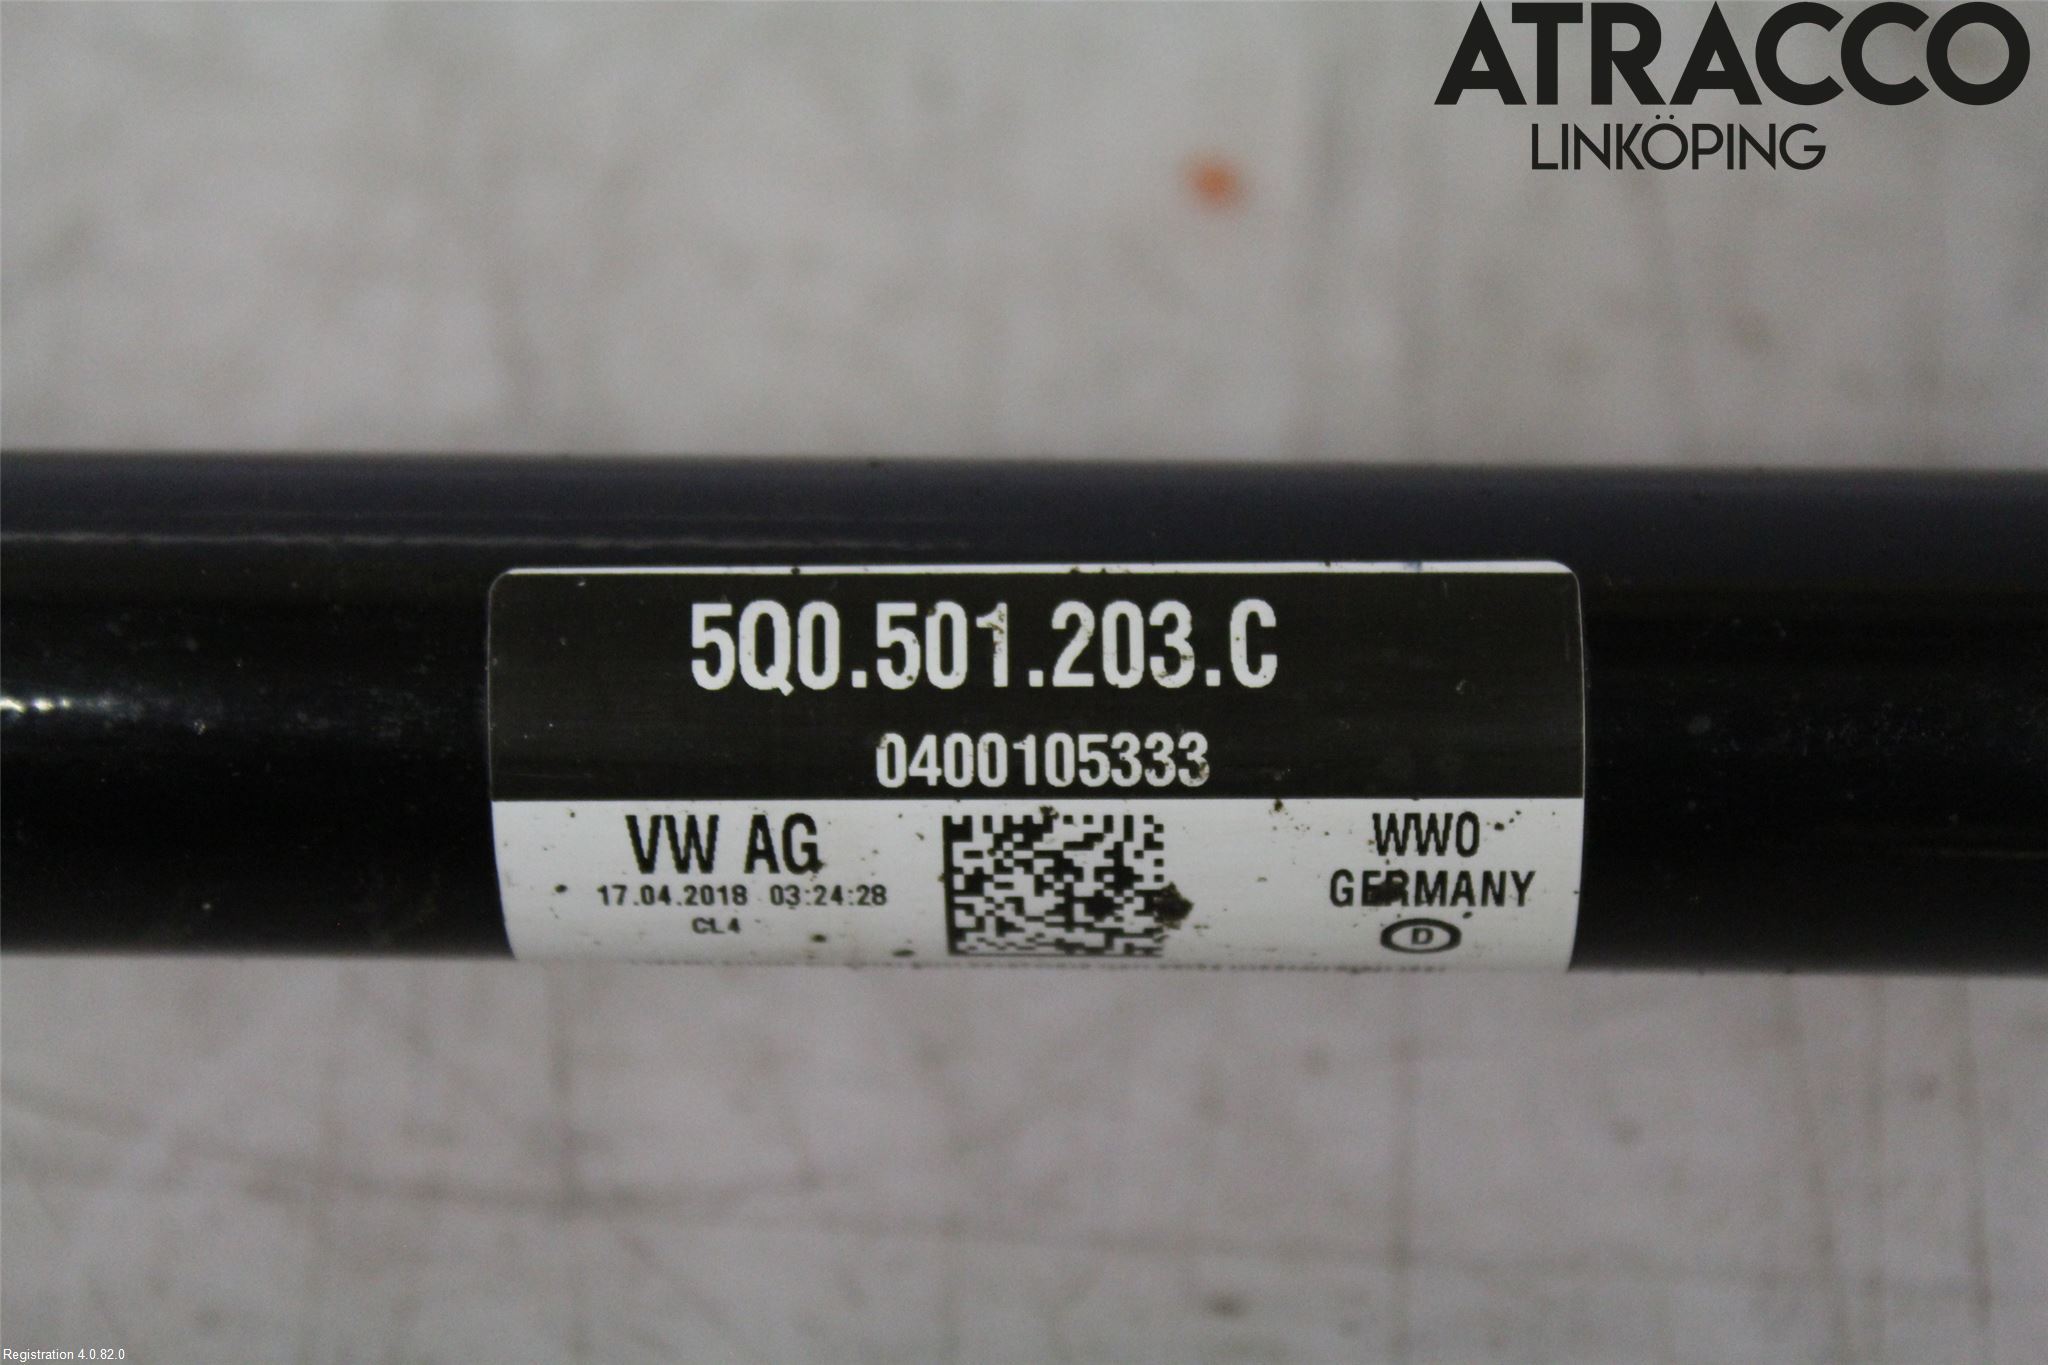 ATRACCO
LINKÖPING
5Q0.501.203.C
0400105333
VW AG
17.04.2018 03:24:28
CL4
WWO
GERMANY
D
Registration 4.0.82.0